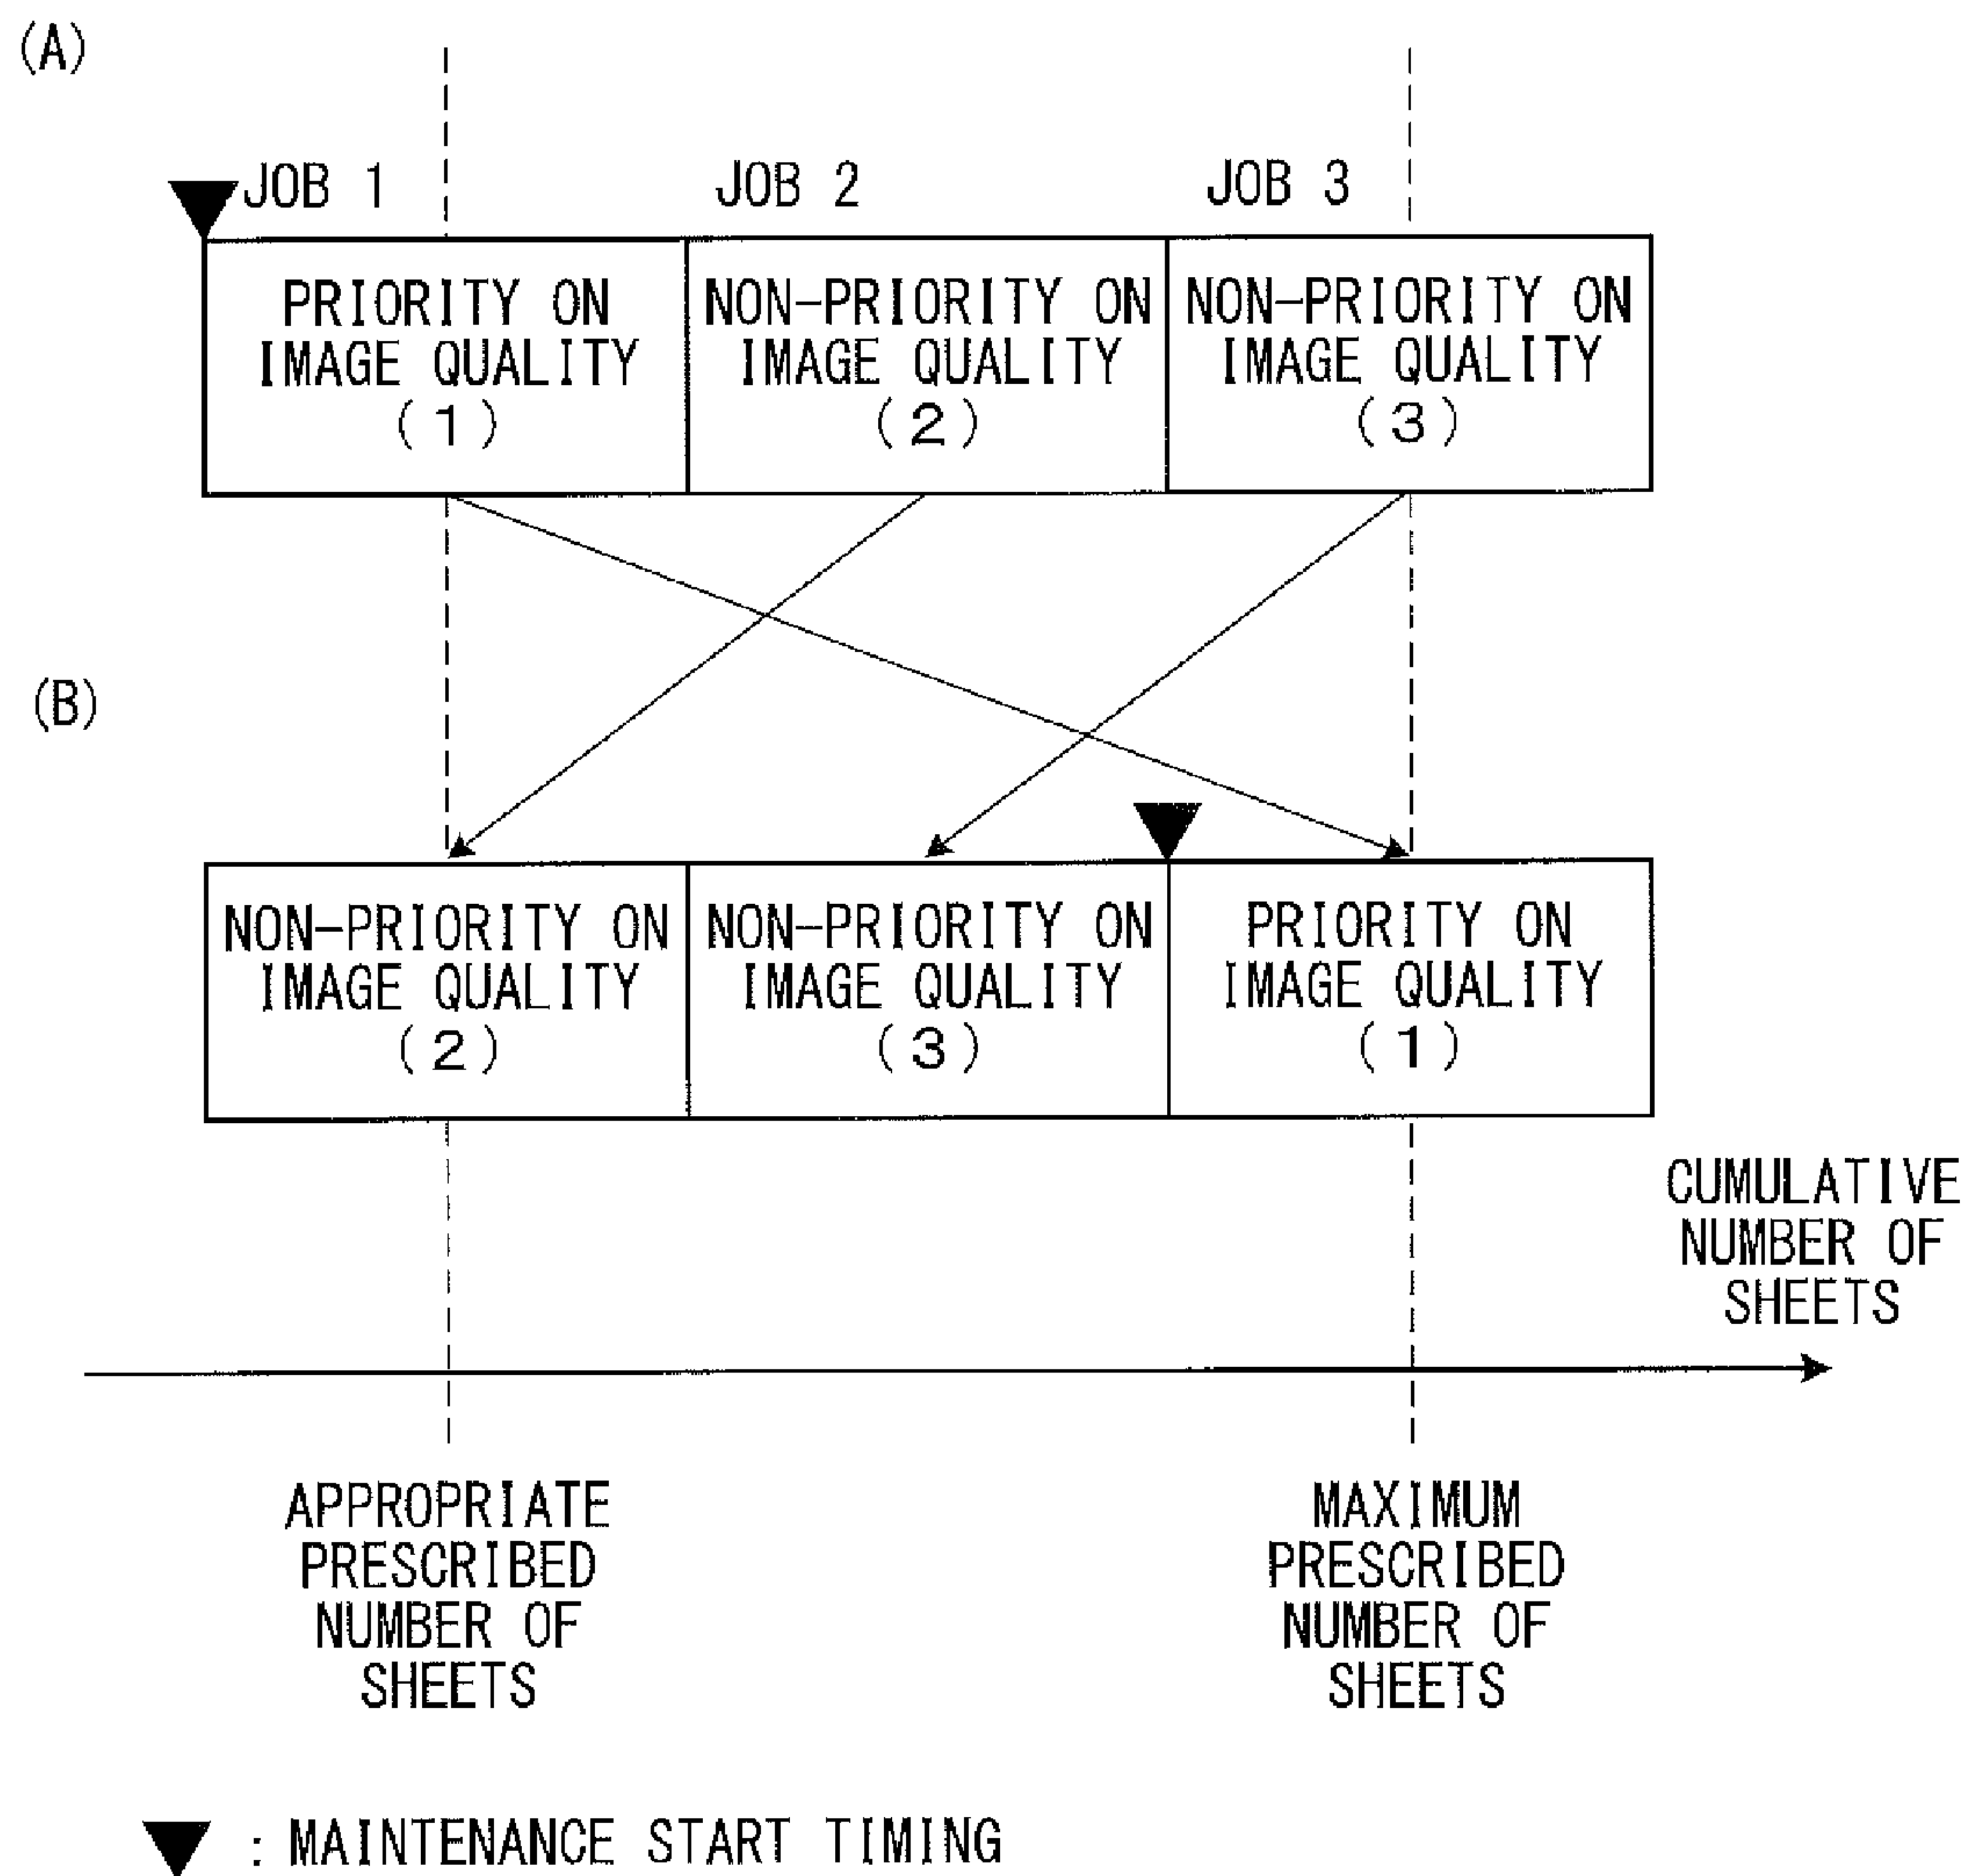 (A)
JOB 1 JOB 2 JOB 3
PRIORITY ON
IMAGE QUALITY
(1)
NON-PRIORITY ON
IMAGE QUALITY
(2)
NON-PRIORITY ON
IMAGE QUALITY
(3)
(B)
NON-PRIORITY ON
IMAGE QUALITY
(2)
NON-PRIORITY ON
IMAGE QUALITY
(3)
PRIORITY ON
IMAGE QUALITY
(1)
CUMULATIVE
NUMBER OF
SHEETS
APPROPRIATE
PRESCRIBED
NUMBER OF
SHEETS
MAXIMUM
PRESCRIBED
NUMBER OF
SHEETS
: MAINTENANCE START TIMING